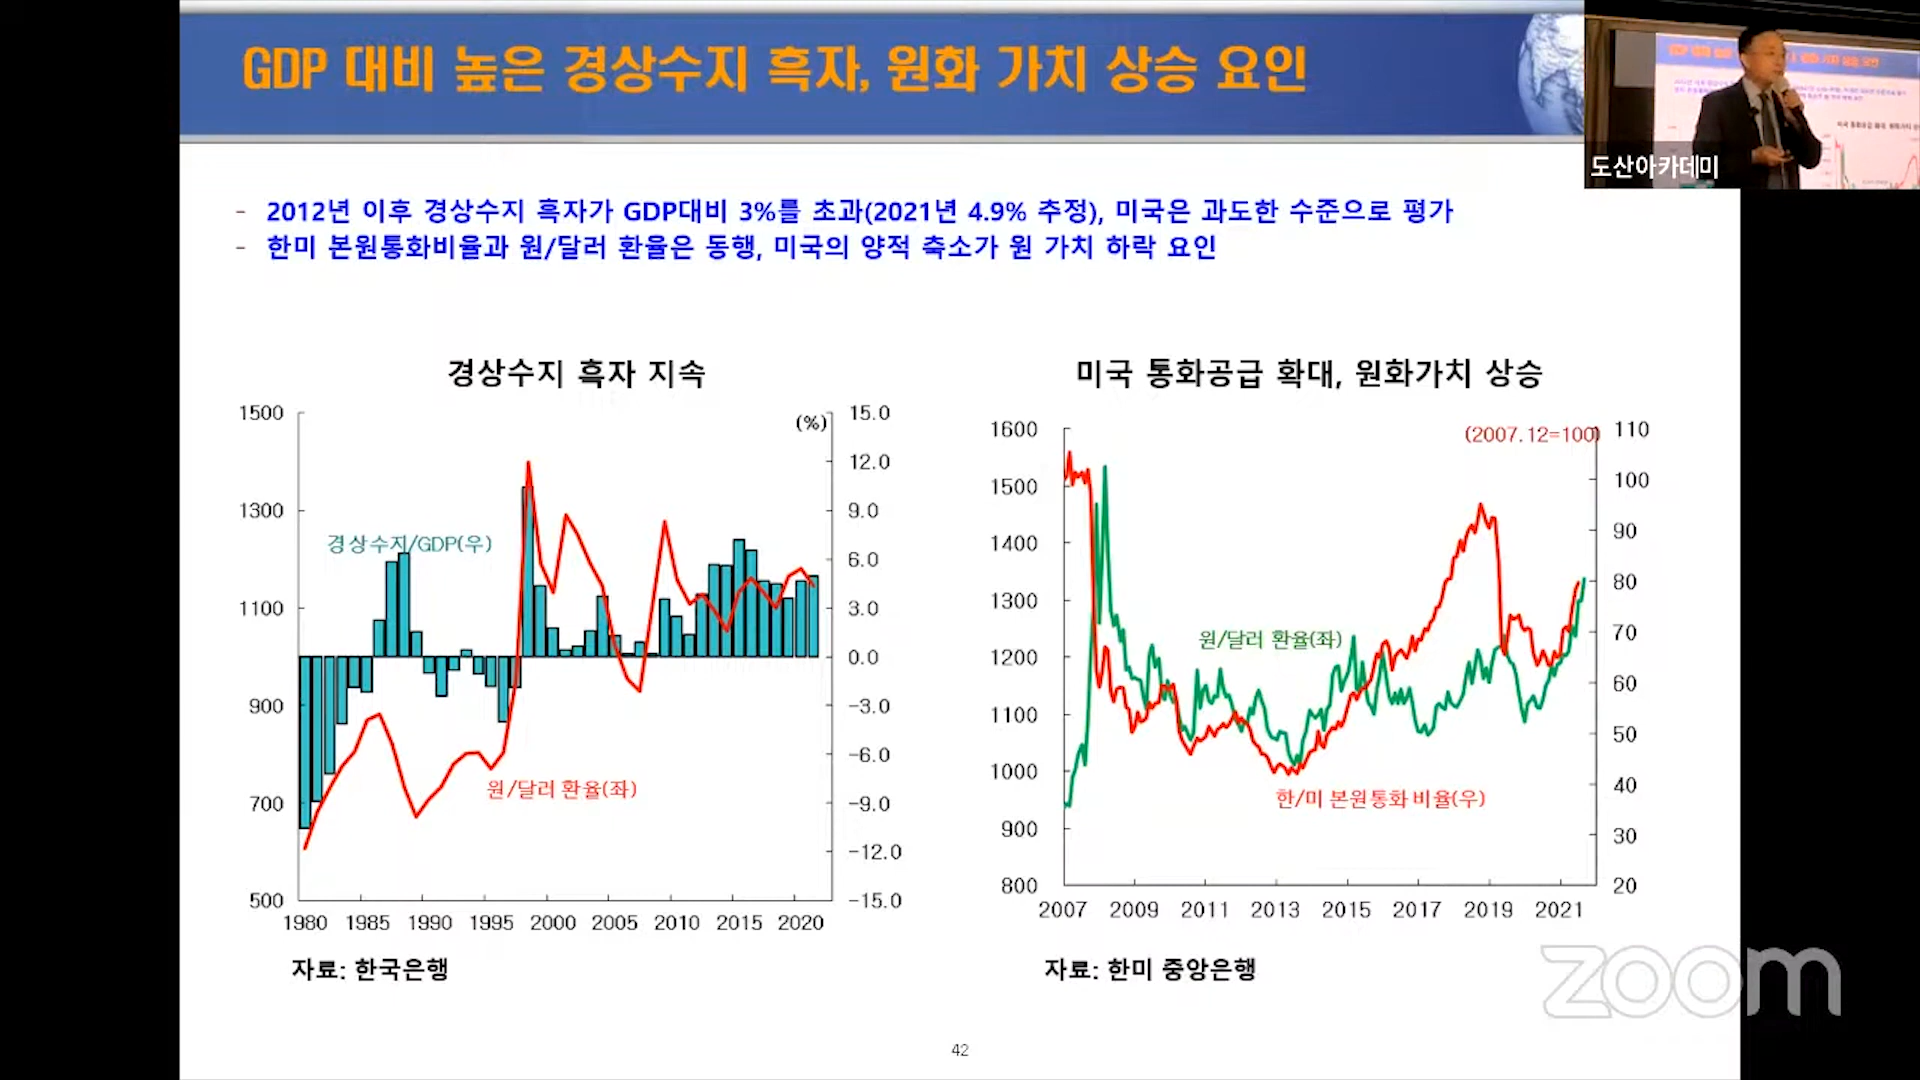 GDP 대비 높은 경상수지 흑자, 원화 가치 상승 요인
도산아카데미
- 2012년 이후 경상수지 흑자가 GDP대비 3%를 초과(2021년 4.9% 추정), 미국은 과도한 수준으로 평가
- 한미 본원통화비율과 원/달러 환율은 동행, 미국의 양적 축소가 원 가치 하락 요인
경상수지 흑자 지속
1500
1300
1100
900
700
500
(%)
15.0
12.0
9.0
6.0
3.0
0.0
-3.0
-6.0
-9.0
-12.0
-15.0
경상수지/GDP(우)
원/달러 환율(좌)
1980 1985 1990 1995 2000 2005 2010 2015 2020
자료: 한국은행
미국 통화공급 확대, 원화가치 상승
1600
1500
1400
1300
1200
1100
1000
900
800
(2007.12=100)
110
100
90
80
70
60
50
40
30
20
원/달러 환율(좌)
한/미 본원통화 비율(우)
2007 2009 2011 2013 2015 2017 2019 2021
자료: 한미 중앙은행
zoom
42